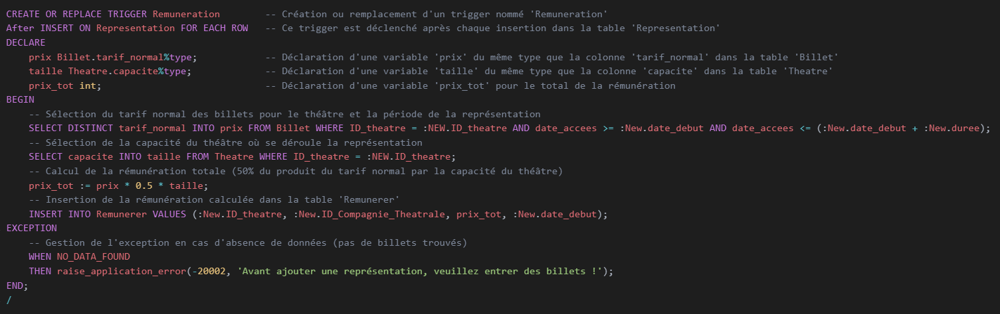 CREATE OR REPLACE TRIGGER Remuneration        -- Création ou remplacement d'un trigger nommé 'Remuneration'
After INSERT ON Representation FOR EACH ROW   -- Ce trigger est déclenché après chaque insertion dans la table 'Representation'
DECLARE
    prix Billet.tarif_normal%type;            -- Déclaration d'une variable 'prix' du même type que la colonne 'tarif_normal' dans la table 'Billet'
    taille Theatre.capacite%type;             -- Déclaration d'une variable 'taille' du même type que la colonne 'capacite' dans la table 'Theatre'
    prix_tot int;                             -- Déclaration d'une variable 'prix_tot' pour le total de la rémunération
BEGIN
    -- Sélection du tarif normal des billets pour le théâtre et la période de la représentation
    SELECT DISTINCT tarif_normal INTO prix FROM Billet WHERE ID_theatre = :NEW.ID_theatre AND date_accees >= :New.date_debut AND date_accees <= (:New.date_debut + :New.duree);
    -- Sélection de la capacité du théâtre où se déroule la représentation
    SELECT capacite INTO taille FROM Theatre WHERE ID_theatre = :NEW.ID_theatre;
    -- Calcul de la rémunération totale (50% du produit du tarif normal par la capacité du théâtre)
    prix_tot := prix * 0.5 * taille;
    -- Insertion de la rémunération calculée dans la table 'Remunerer'
    INSERT INTO Remunerer VALUES (:New.ID_theatre, :New.ID_Compagnie_Theatrale, prix_tot, :New.date_debut);
EXCEPTION
    -- Gestion de l'exception en cas d'absence de données (pas de billets trouvés)
    WHEN NO_DATA_FOUND
    THEN raise_application_error(-20002, 'Avant ajouter une représentation, veuillez entrer des billets !');
END;
/